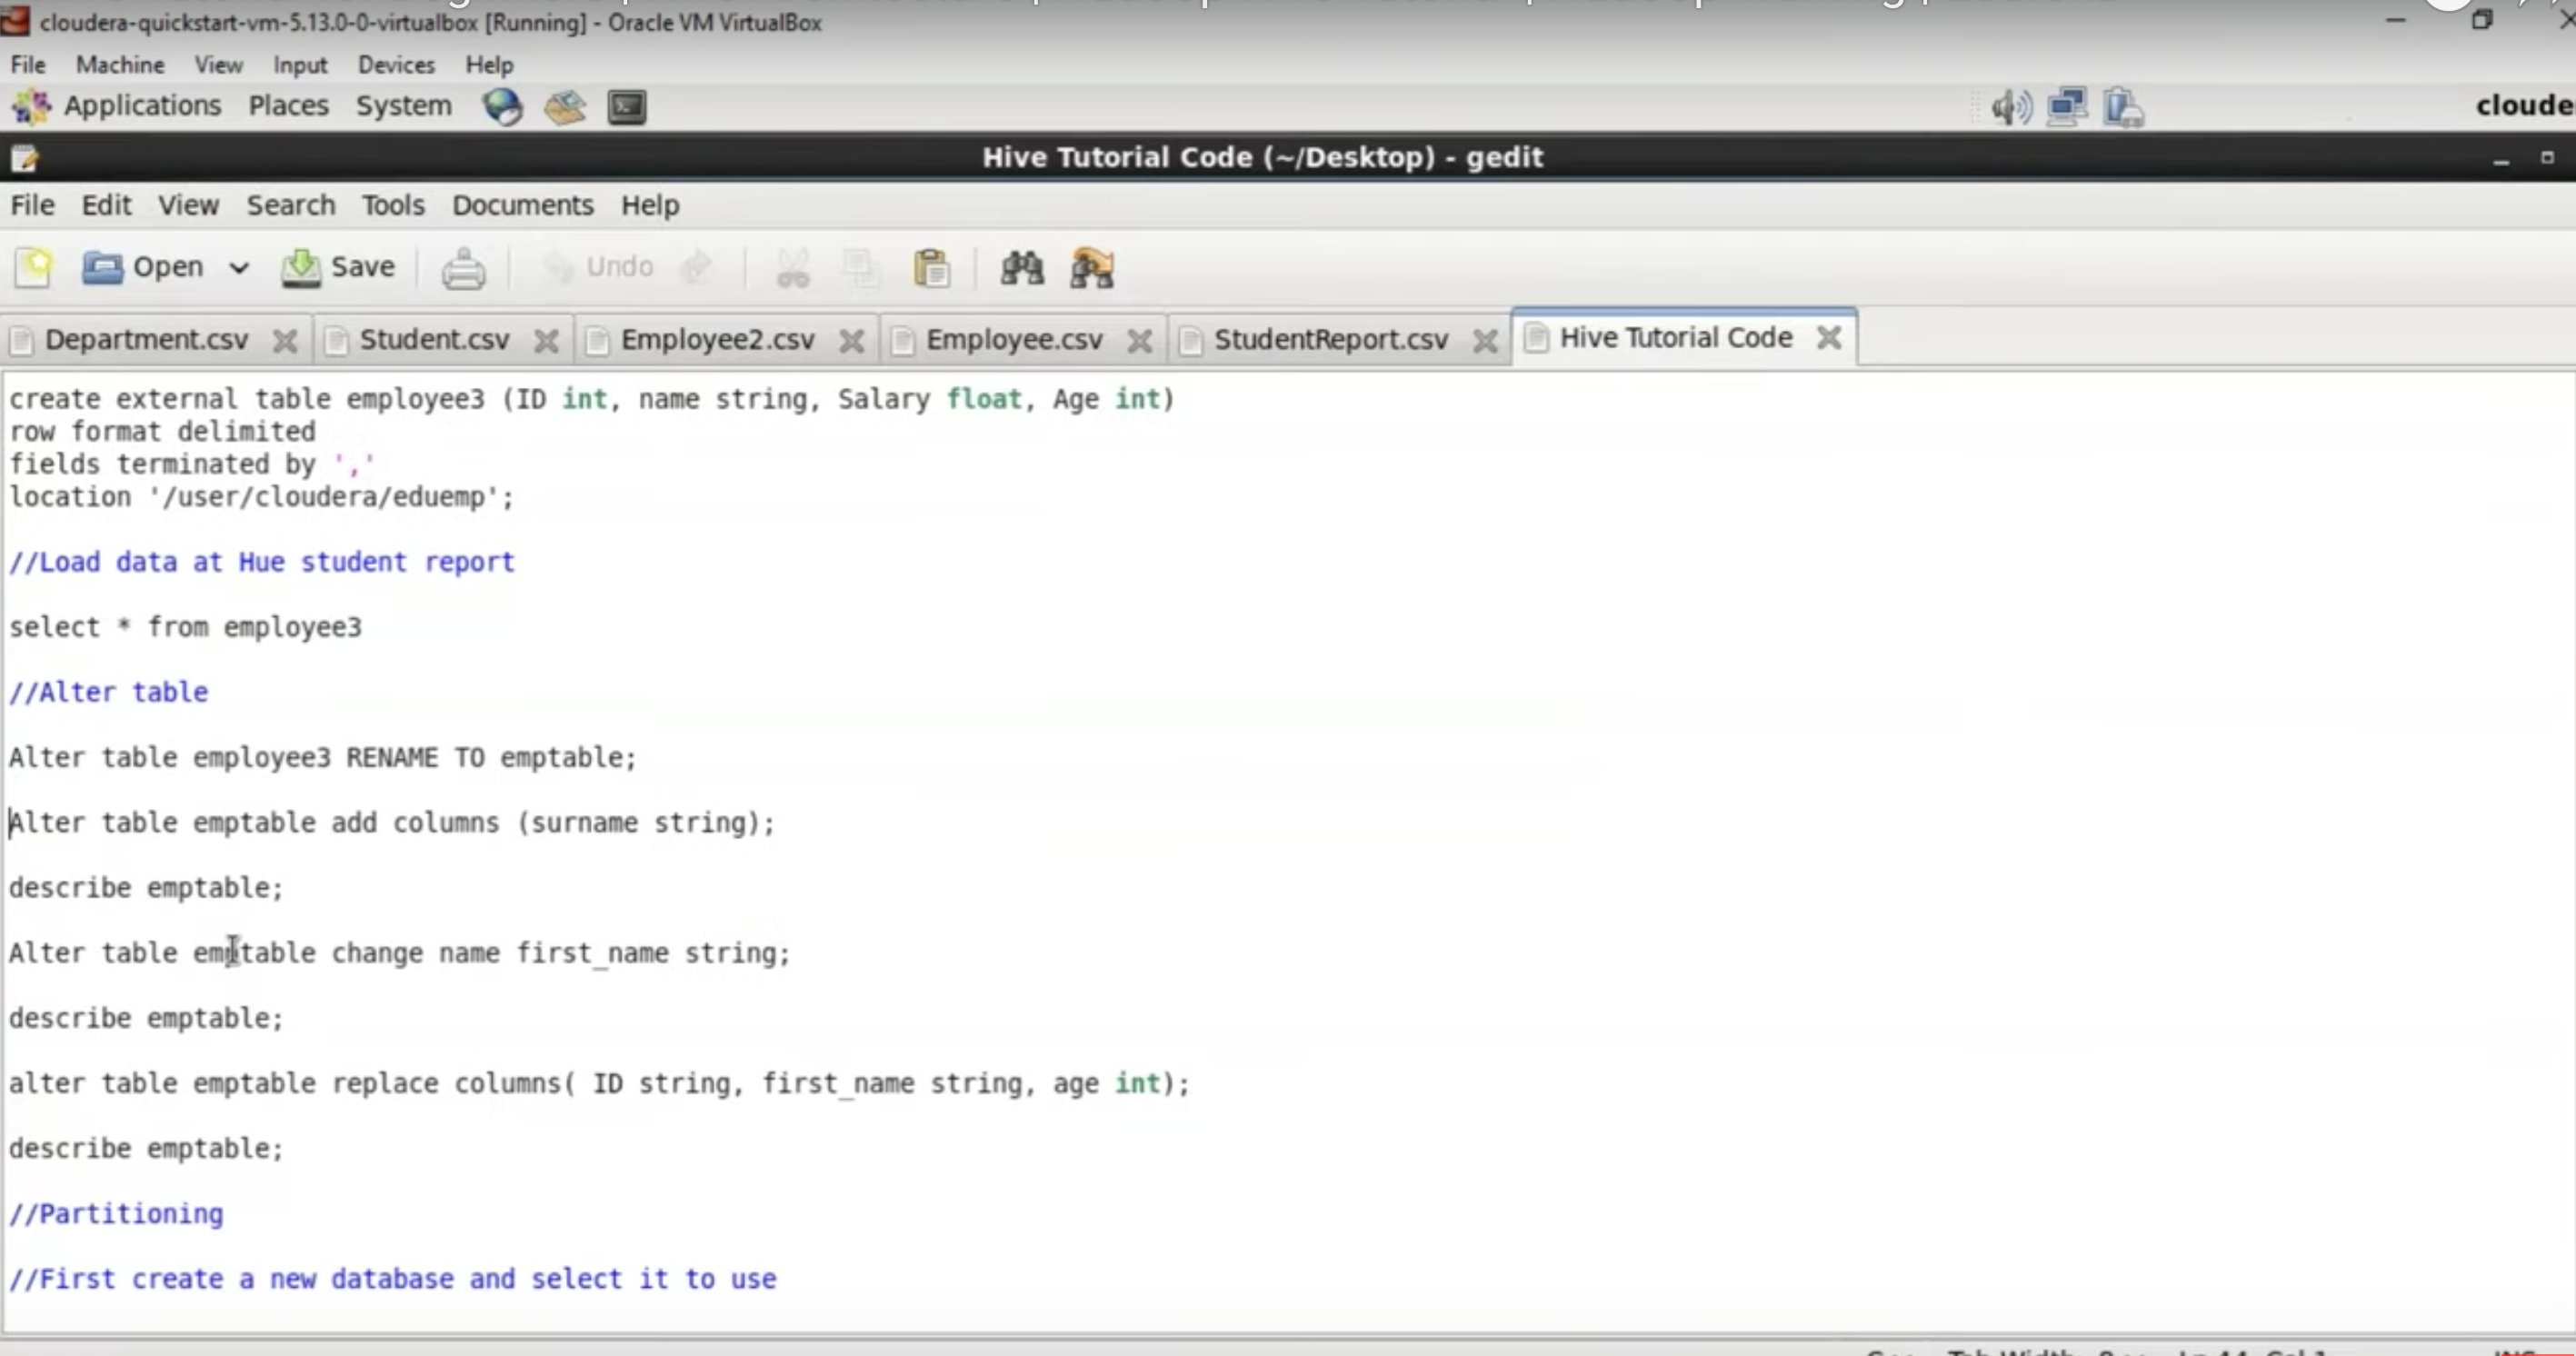 cloudera-quickstart-vm-5.13.0-0-virtualbox [Running] - Oracle VM VirtualBox
File Machine View Input Devices Help
Applications Places System cloude
Hive Tutorial Code (~/Desktop) - gedit
File Edit View Search Tools Documents Help
Open Save Undo
Department.csv Student.csv Employee2.csv Employee.csv StudentReport.csv Hive Tutorial Code
create external table employee3 (ID int, name string, Salary float, Age int)
row format delimited
fields terminated by ','
location '/user/cloudera/eduemp';
//Load data at Hue student report
select * from employee3
//Alter table
Alter table employee3 RENAME TO emptable;
Alter table emptable add columns (surname string);
describe emptable;
Alter table emptable change name first_name string;
describe emptable;
alter table emptable replace columns( ID string, first_name string, age int);
describe emptable;
//Partitioning
//First create a new database and select it to use